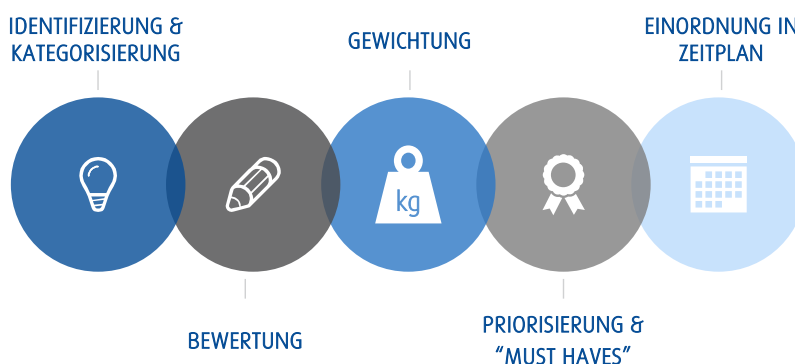 IDENTIFIZIERUNG &
KATEGORISIERUNG
GEWICHTUNG
EINORDNUNG IN
ZEITPLAN
kg
BEWERTUNG
PRIORISIERUNG &
“MUST HAVES”